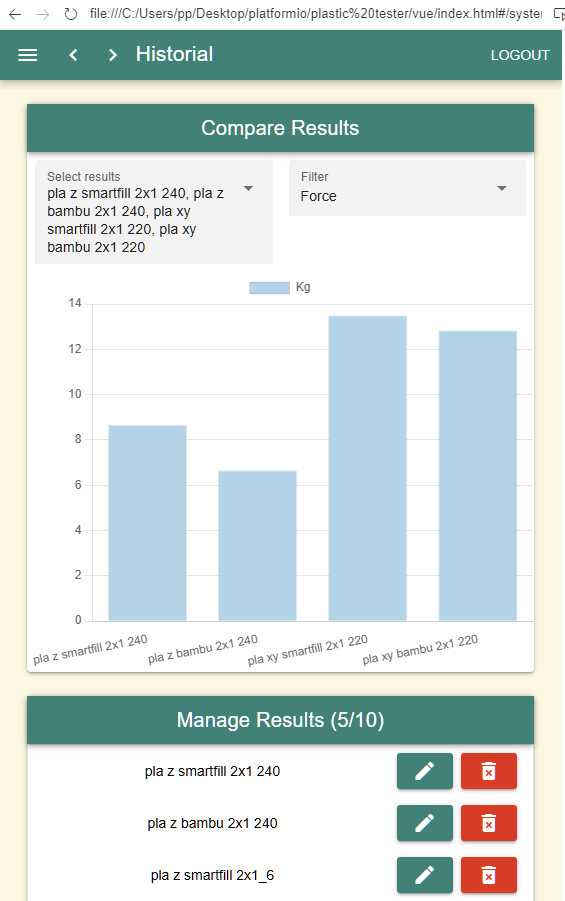 file:///C:/Users/pp/Desktop/platformio/plastic%20tester/vue/index.html#/system
Historial
LOGOUT
Compare Results
Select results
pla z smartfill 2x1 240, pla z
bambu 2x1 240, pla xy
smartfill 2x1 220, pla xy
bambu 2x1 220
Filter
Force
Kg
14
12
10
8
6
4
2
0
pla z smartfill 2x1 240
pla z bambu 2x1 240
pla xy smartfill 2x1 220
pla xy bambu 2x1 220
Manage Results (5/10)
pla z smartfill 2x1 240
pla z bambu 2x1 240
pla z smartfill 2x1_6